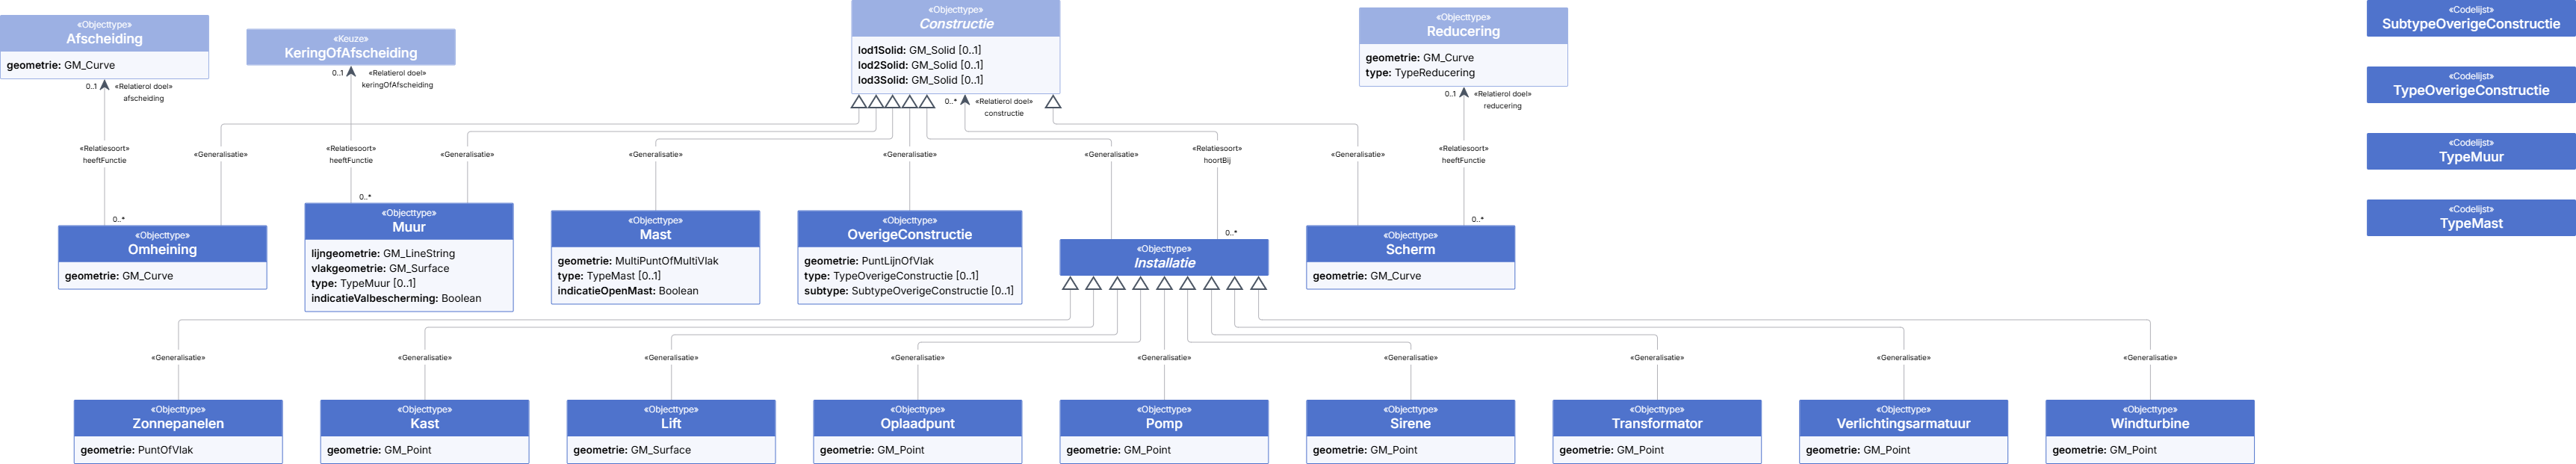 «Objecttype»
Afscheiding
geometrie: GM_Curve
«Keuze»
KeringOfAfscheiding
«Objecttype»
Constructie
lod1Solid: GM_Solid [0..1]
lod2Solid: GM_Solid [0..1]
lod3Solid: GM_Solid [0..1]
«Objecttype»
Reducering
geometrie: GM_Curve
type: TypeReducering
«Codelijst»
SubtypeOverigeConstructie
«Codelijst»
TypeOverigeConstructie
«Codelijst»
TypeMuur
«Codelijst»
TypeMast
0..1
«Relatierol doel»
afscheiding
0..1
«Relatierol doel»
keringOfAfscheiding
0..*
«Relatierol doel»
constructie
0..1
«Relatierol doel»
reducering
«Relatiesoort»
heeftFunctie
«Generalisatie»
«Relatiesoort»
heeftFunctie
«Generalisatie»
«Generalisatie»
«Generalisatie»
«Generalisatie»
«Relatiesoort»
hoortBij
«Generalisatie»
«Relatiesoort»
heeftFunctie
0..*
0..*
0..*
0..*
«Objecttype»
Omheining
geometrie: GM_Curve
«Objecttype»
Muur
lijngeometrie: GM_LineString
vlakgeometrie: GM_Surface
type: TypeMuur [0..1]
indicatieValbescherming: Boolean
«Objecttype»
Mast
geometrie: MultiPuntOfMultiVlak
type: TypeMast [0..1]
indicatieOpenMast: Boolean
«Objecttype»
OverigeConstructie
geometrie: PuntLijnOfVlak
type: TypeOverigeConstructie [0..1]
subtype: SubtypeOverigeConstructie [0..1]
«Objecttype»
Installatie
«Objecttype»
Scherm
geometrie: GM_Curve
«Generalisatie»
«Generalisatie»
«Generalisatie»
«Generalisatie»
«Generalisatie»
«Generalisatie»
«Generalisatie»
«Generalisatie»
«Generalisatie»
«Objecttype»
Zonnepanelen
geometrie: PuntOfVlak
«Objecttype»
Kast
geometrie: GM_Point
«Objecttype»
Lift
geometrie: GM_Surface
«Objecttype»
Oplaadpunt
geometrie: GM_Point
«Objecttype»
Pomp
geometrie: GM_Point
«Objecttype»
Sirene
geometrie: GM_Point
«Objecttype»
Transformator
geometrie: GM_Point
«Objecttype»
Verlichtingsarmatuur
geometrie: GM_Point
«Objecttype»
Windturbine
geometrie: GM_Point